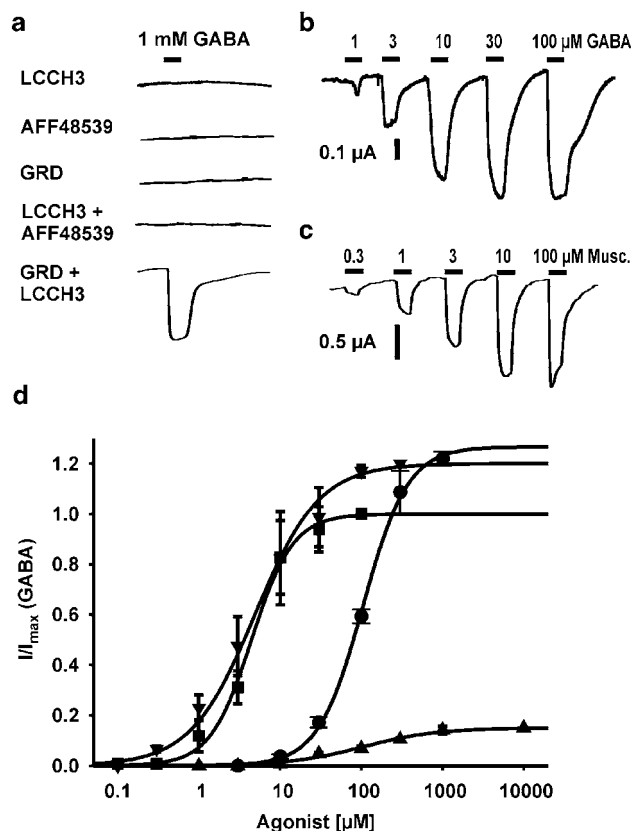 a
1 mM GABA
LCCH3
AFF48539
GRD
LCCH3 +
AFF48539
GRD +
LCCH3
b
1 3 10 30 100 µM GABA
0.1 µA
c
0.3 1 3 10 100 µM Musc.
0.5 µA
d
I/Imax (GABA)
1.2
1.0
0.8
0.6
0.4
0.2
0.0
0.1 1 10 100 1000 10000
Agonist [µM]